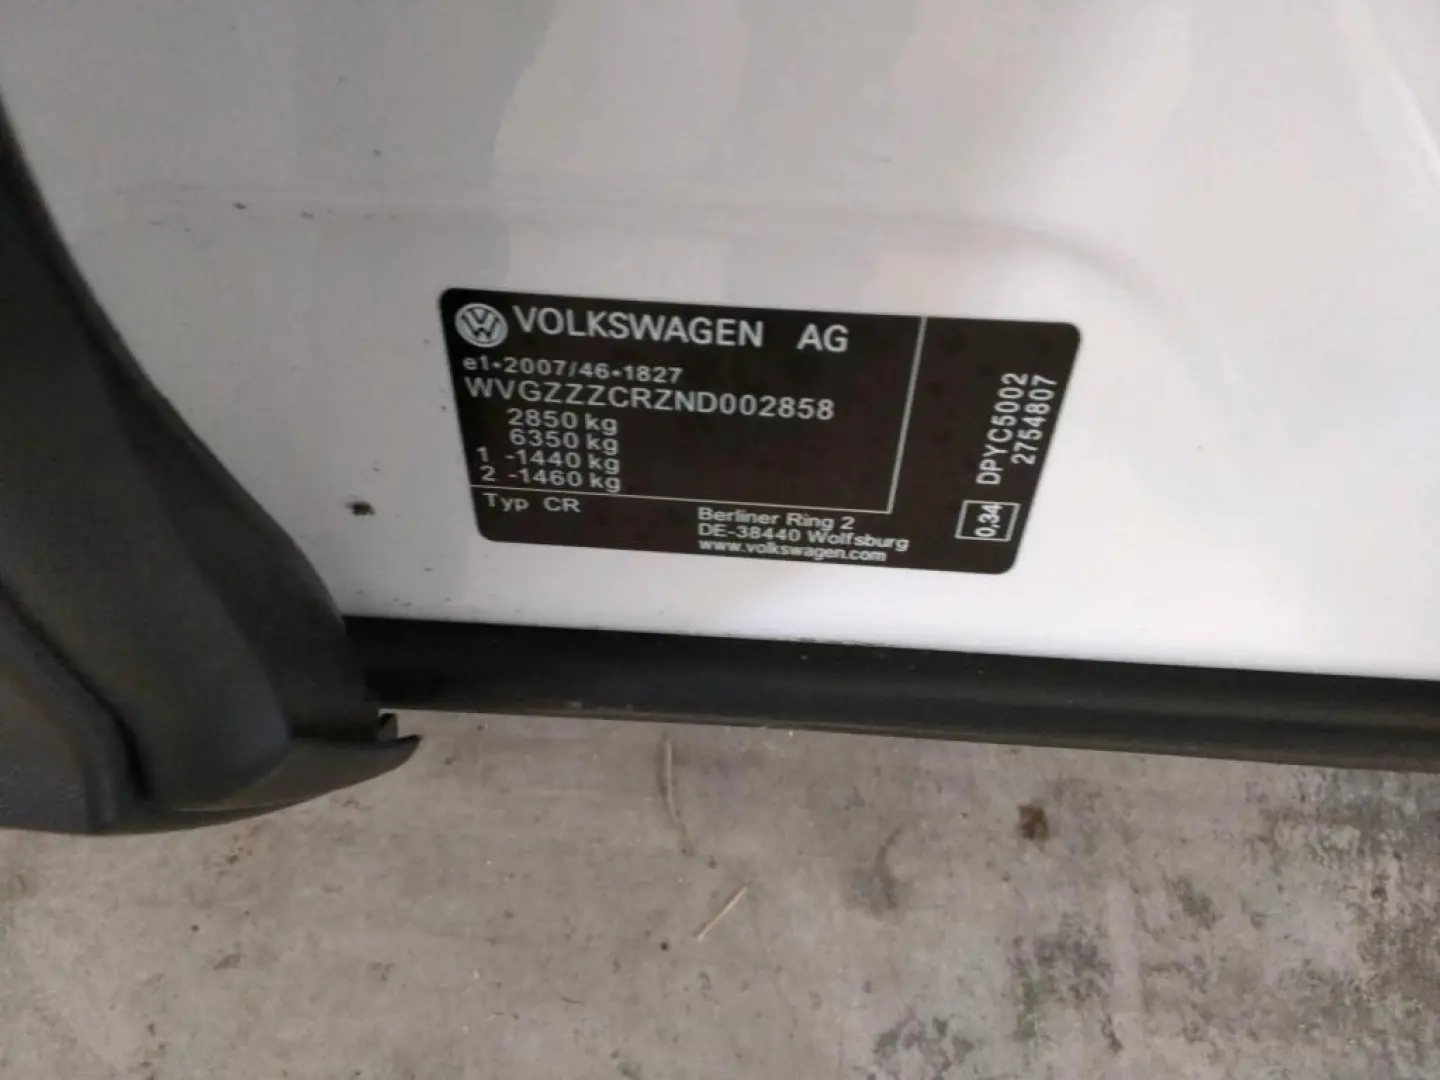 VOLKSWAGEN AG
e1*2007/46*1827
WVGZZZCRZND002858
2850 kg
6350 kg
1 -1440 kg
2 -1460 kg
Typ CR
Berliner Ring 2
DE-38440 Wolfsburg
www.volkswagen.com
0,34 DPYC5002
2754807